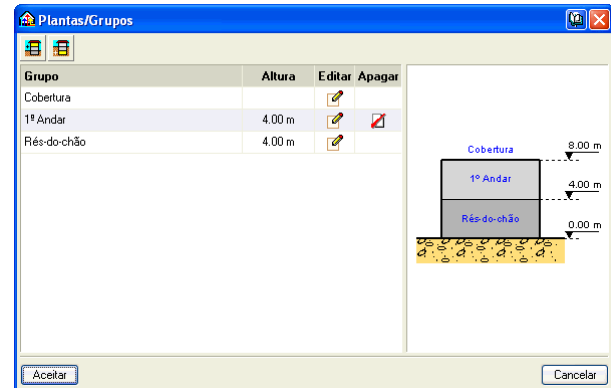 Plantas/Grupos
Grupo Altura Editar Apagar
Cobertura
1º Andar 4.00 m
Rés-do-chão 4.00 m
Cobertura 8.00 m
1º Andar 4.00 m
Rés-do-chão 0.00 m
Aceitar Cancelar